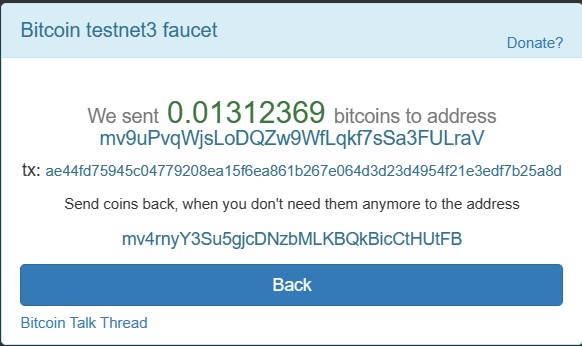 Bitcoin testnet3 faucet
Donate?
We sent 0.01312369 bitcoins to address
mv9uPvqWjsLoDQZw9WfLqkf7sSa3FULraV
tx: ae44fd75945c04779208ea15f6ea861b267e064d3d23d4954f21e3edf7b25a8d
Send coins back, when you don't need them anymore to the address
mv4rnyY3Su5gjcDNzbMLKBQkBicCtHUtFB
Back
Bitcoin Talk Thread